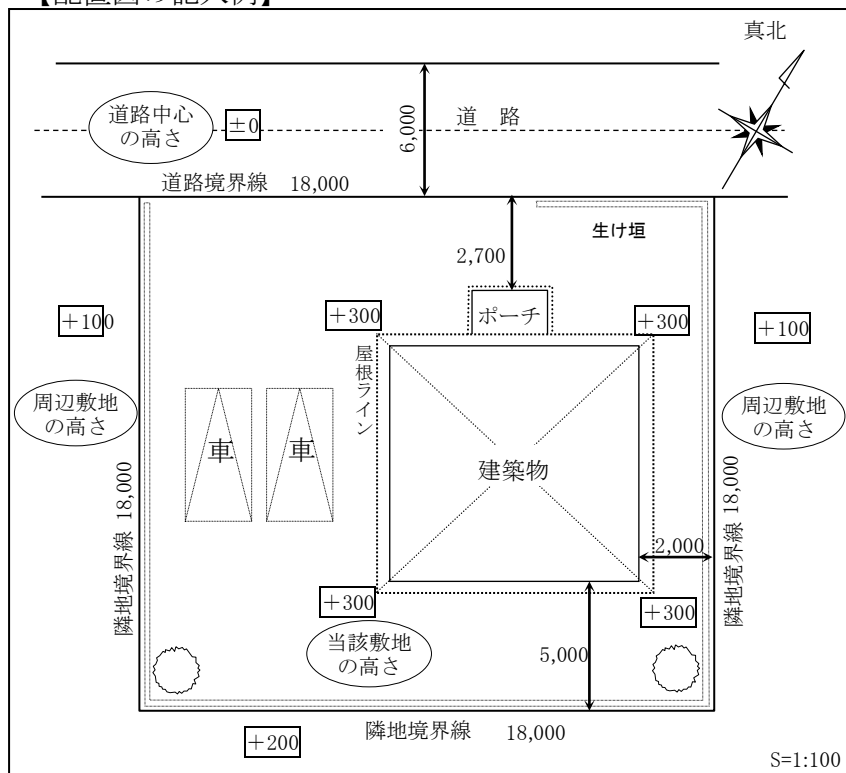 【配置図の記入例】
真北
道路中心
の高さ
±0
6,000
道　路
道路境界線　18,000
生け垣
2,700
+100
+300
ポーチ
+300
+100
屋根ライン
周辺敷地
の高さ
周辺敷地
の高さ
車
車
建築物
隣地境界線 18,000
隣地境界線 18,000
2,000
+300
+300
当該敷地
の高さ
5,000
隣地境界線　18,000
+200
S=1:100